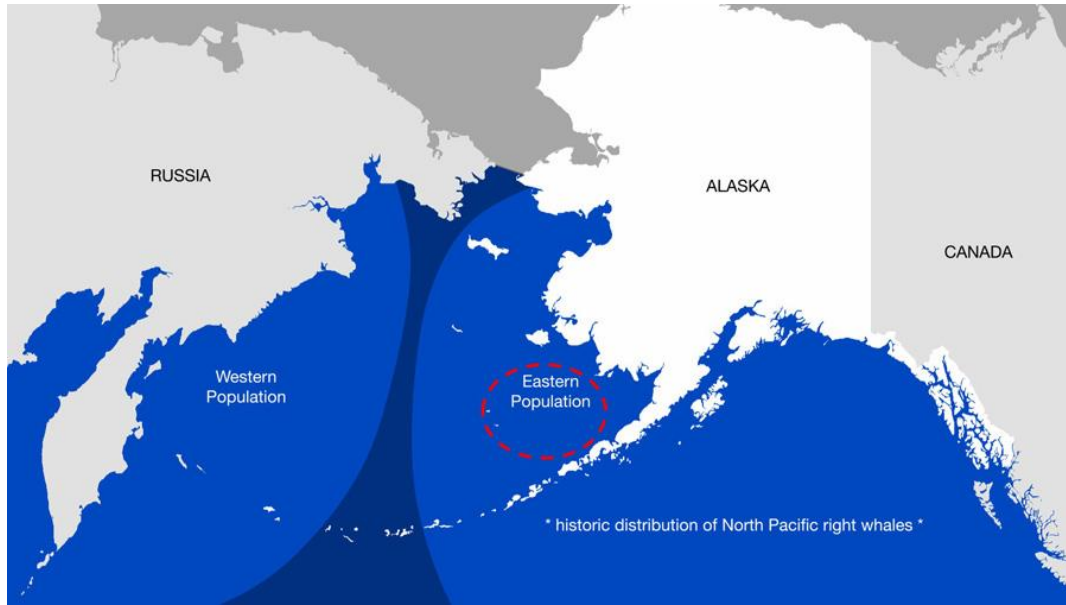 RUSSIA
ALASKA
CANADA
Western
Population
Eastern
Population
* historic distribution of North Pacific right whales *